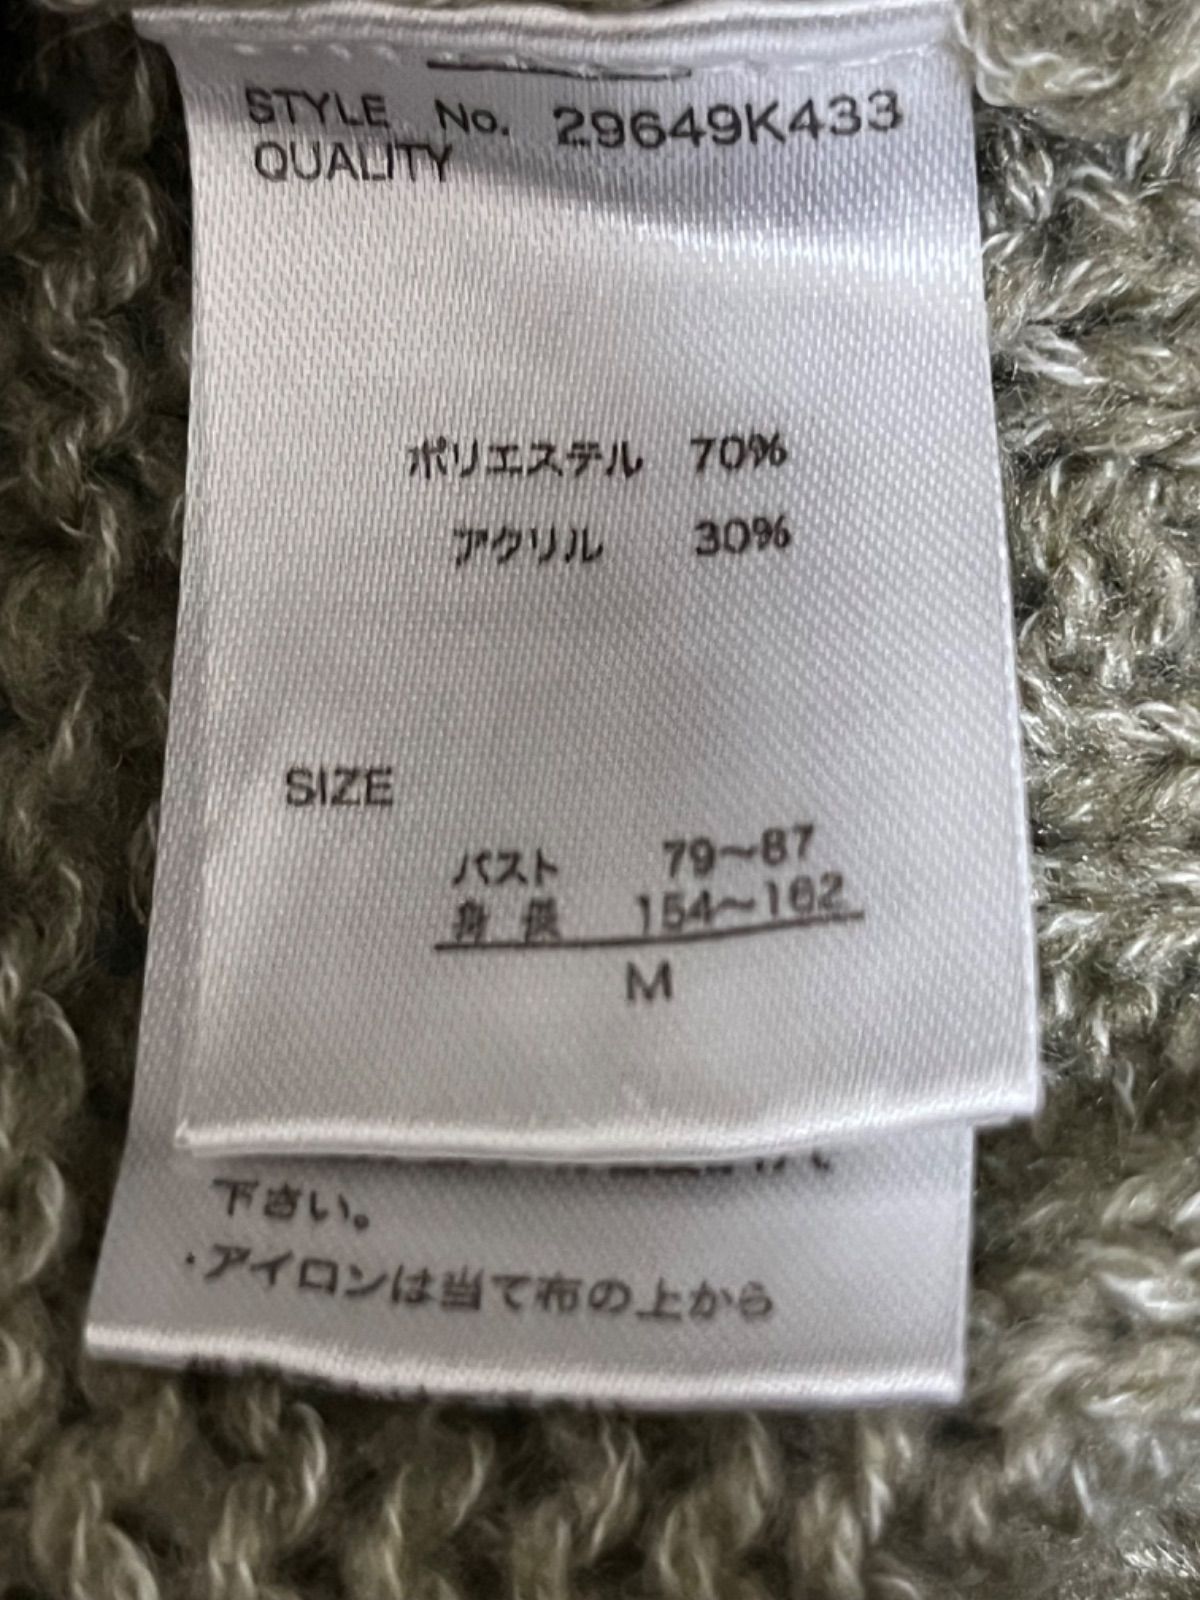 STYLE No. 29649K433
QUALITY
ポリエステル 70%
アクリル 30%
SIZE
バスト 79~87
身長 154~162
M
下さい。
・アイロンは当て布の上から